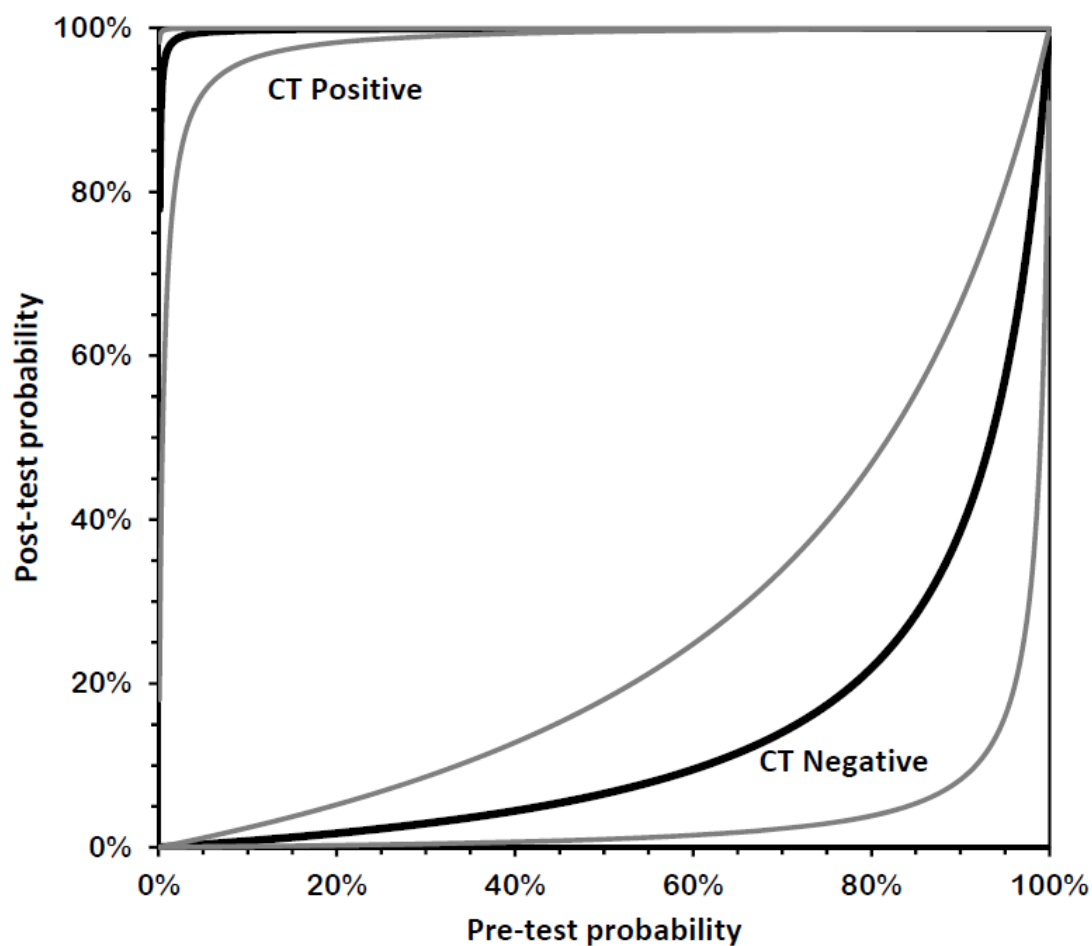 100%
CT Positive
80%
60%
Post-test probability
40%
20%
CT Negative
0%
0% 20% 40% 60% 80% 100%
Pre-test probability